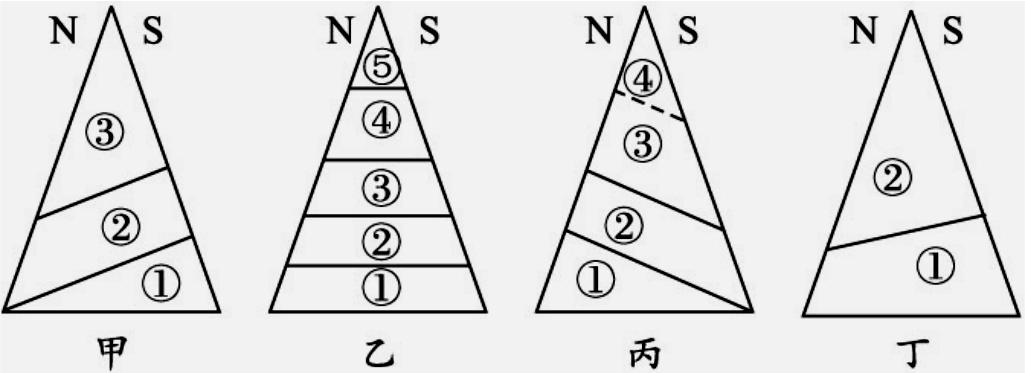 N S N S N S N S
⑤ ④
③ ④ ③ ②
② ③ ② ①
① ② ①
①
甲 乙 丙 丁